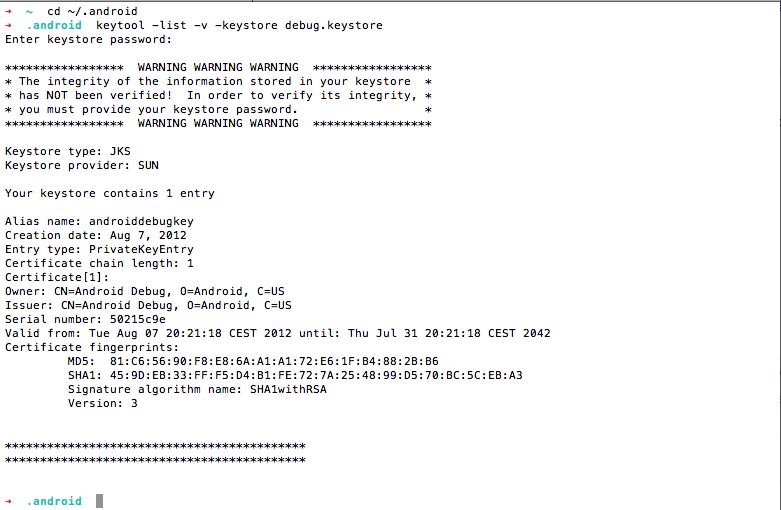 → ~ cd ~/.android
→ .android keytool -list -v -keystore debug.keystore
Enter keystore password:
***************** WARNING WARNING WARNING *****************
* The integrity of the information stored in your keystore *
* has NOT been verified! In order to verify its integrity, *
* you must provide your keystore password. *
***************** WARNING WARNING WARNING *****************
Keystore type: JKS
Keystore provider: SUN
Your keystore contains 1 entry
Alias name: androiddebugkey
Creation date: Aug 7, 2012
Entry type: PrivateKeyEntry
Certificate chain length: 1
Certificate[1]:
Owner: CN=Android Debug, O=Android, C=US
Issuer: CN=Android Debug, O=Android, C=US
Serial number: 50215c9e
Valid from: Tue Aug 07 20:21:18 CEST 2012 until: Thu Jul 31 20:21:18 CEST 2042
Certificate fingerprints:
MD5: 81:C6:56:90:F8:E8:6A:A1:A1:72:E6:1F:B4:88:2B:B6
SHA1: 45:9D:EB:33:FF:F5:D4:B1:FE:72:7A:25:48:99:D5:70:BC:5C:EB:A3
Signature algorithm name: SHA1withRSA
Version: 3
*******************************************
*******************************************
→ .android